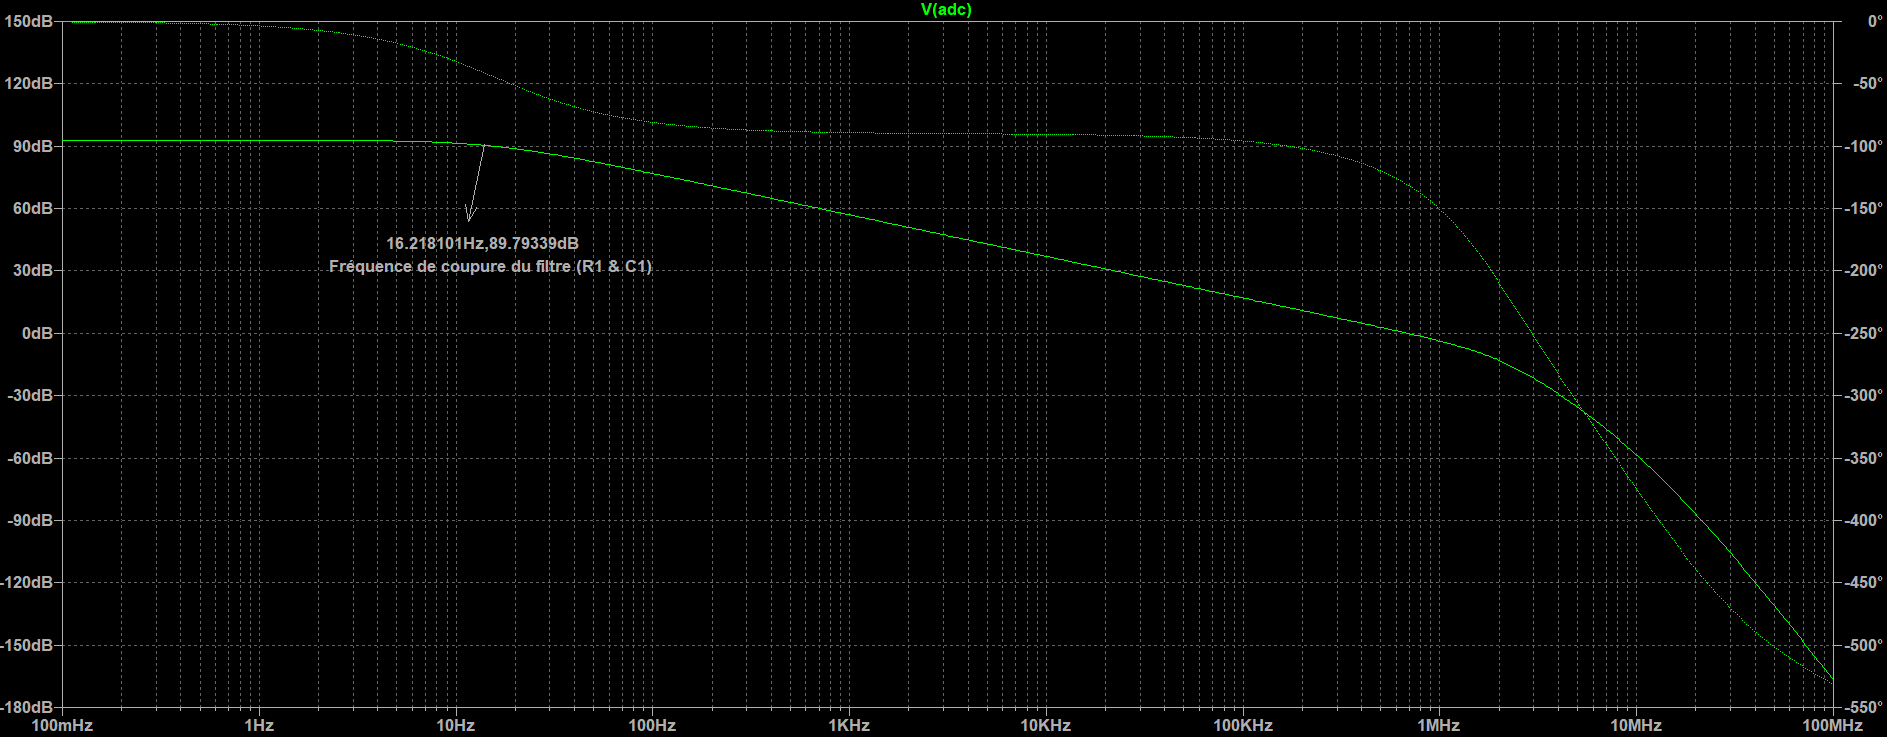 V(adc)
150dB
120dB
90dB
60dB
30dB
0dB
-30dB
-60dB
-90dB
-120dB
-150dB
-180dB
16.218101Hz,89.79339dB
Fréquence de coupure du filtre (R1 & C1)
0°
-50°
-100°
-150°
-200°
-250°
-300°
-350°
-400°
-450°
-500°
-550°
100mHz 1Hz 10Hz 100Hz 1KHz 10KHz 100KHz 1MHz 10MHz 100MHz